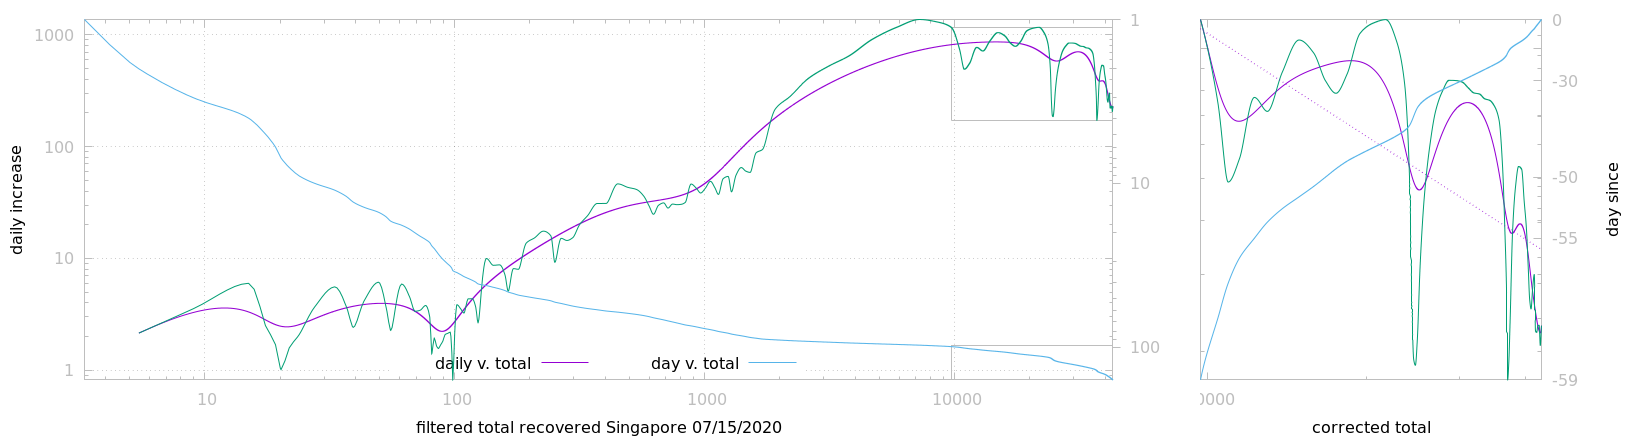 1000
100
10
1
daily increase
10
100
1000
10000
filtered total recovered Singapore 07/15/2020
daily v. total
day v. total
1
10
100
0
-30
-50
-55
-59
day since
0000
corrected total